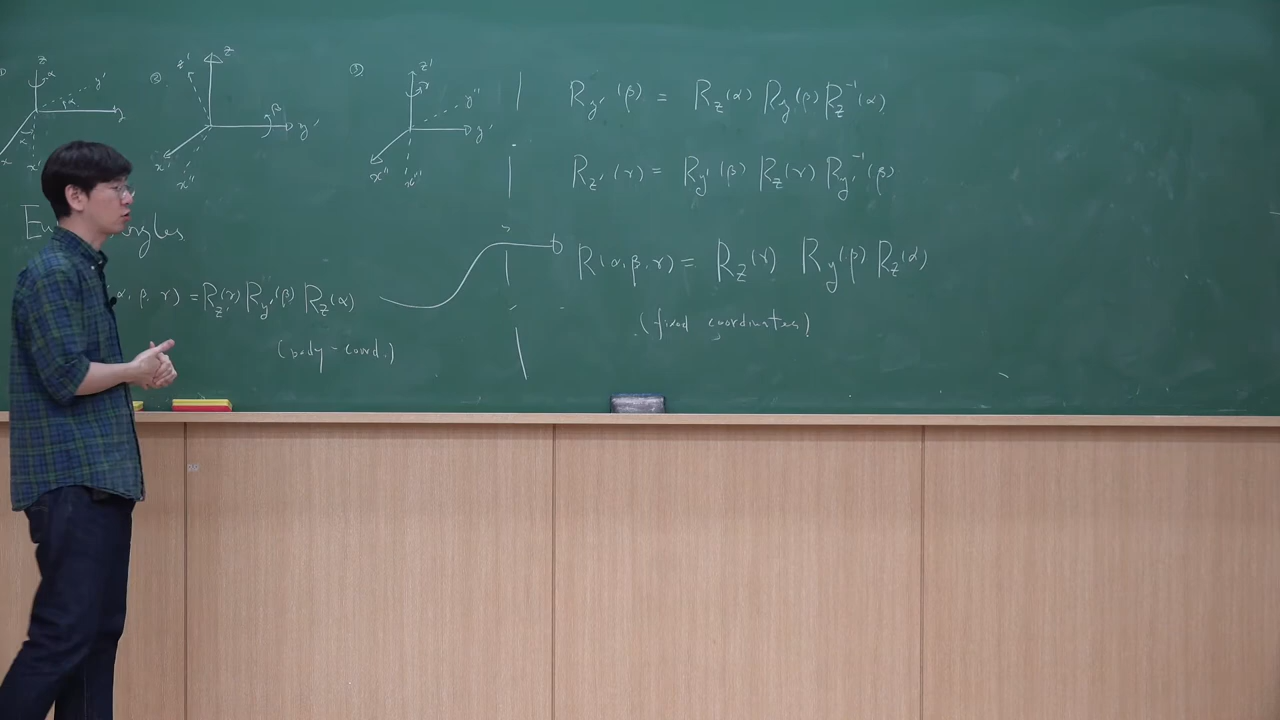 z α y' α y α x x'
② z' z β y' x' x''
③ z' γ y'' y' x'' x'''
R_y'(β) = R_z(α) R_y(β) R_z^-1(α)
R_z'(γ) = R_y'(β) R_z(γ) R_y'^-1(β)
Angles
α, β, γ) = R_z'(γ) R_y'(β) R_z(α)
(body-coord.)
R(α, β, γ) = R_z(γ) R_y(β) R_z(α)
(fixed coordinates)